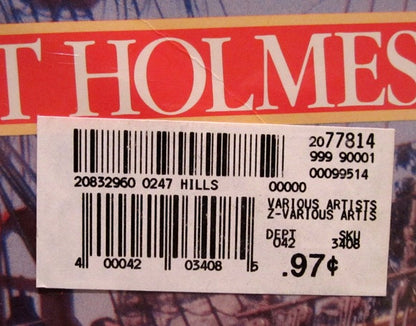 T HOLMES
2077814
999 90001
00099514
20832960 0247 HILLS 00000
VARIOUS ARTISTS
Z-VARIOUS ARTIS
DEPT SKU
042 3408
4 00042 03408 5
.97¢